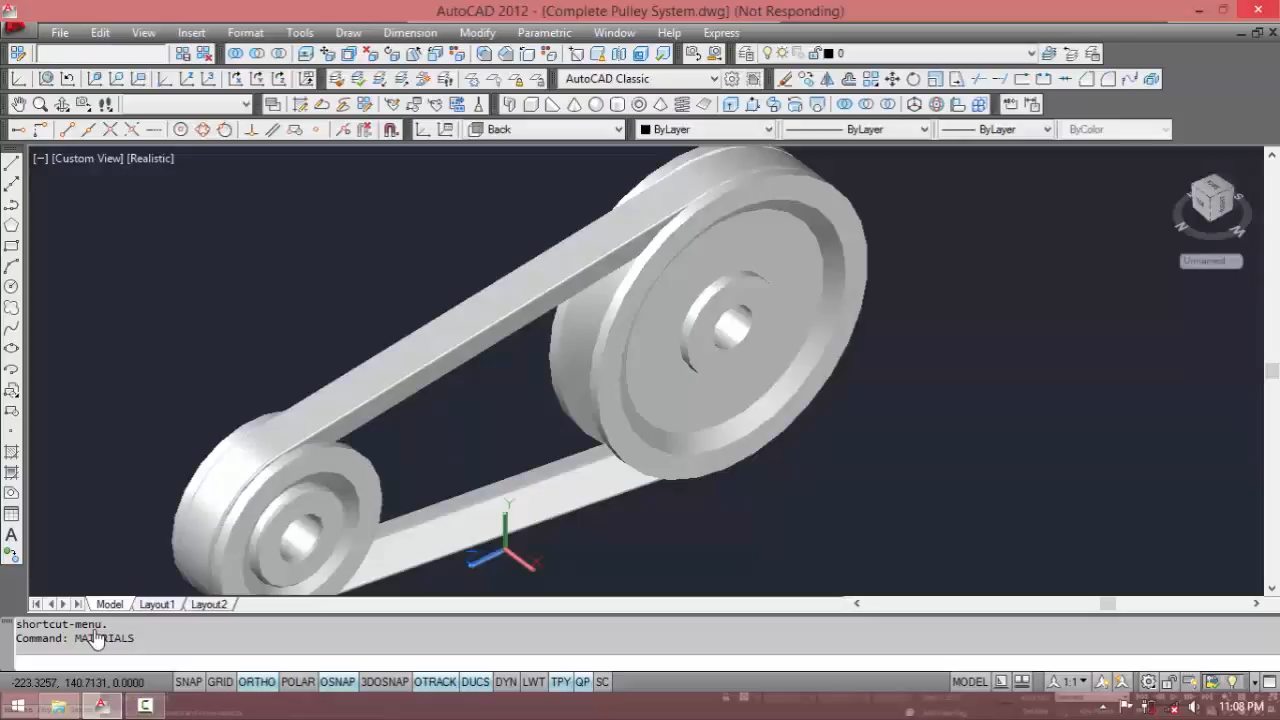 AutoCAD 2012 - [Complete Pulley System.dwg] (Not Responding)
File Edit View Insert Format Tools Draw Dimension Modify Parametric Window Help Express
0
AutoCAD Classic
Back ByLayer ByLayer ByLayer ByColor
[−] [Custom View] [Realistic]
S
N
M
Unnamed
Y
X
Model Layout1 Layout2
shortcut-menu.
Command: MATERIALS
-223.3257, 140.7131, 0.0000 SNAP GRID ORTHO POLAR OSNAP 3DOSNAP OTRACK DUCS DYN LWT TPY QP SC MODEL 1:1
11:08 PM